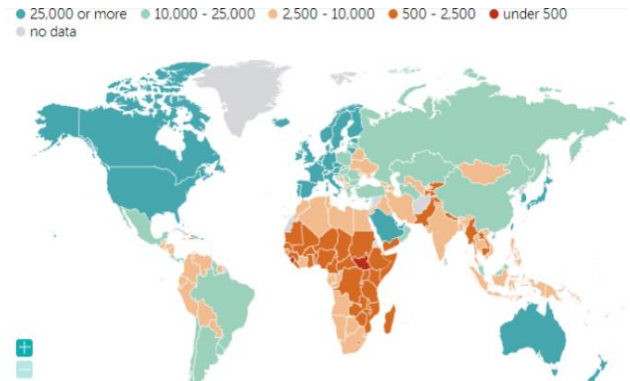 25,000 or more 10,000 - 25,000 2,500 - 10,000 500 - 2,500 under 500
no data
+
−